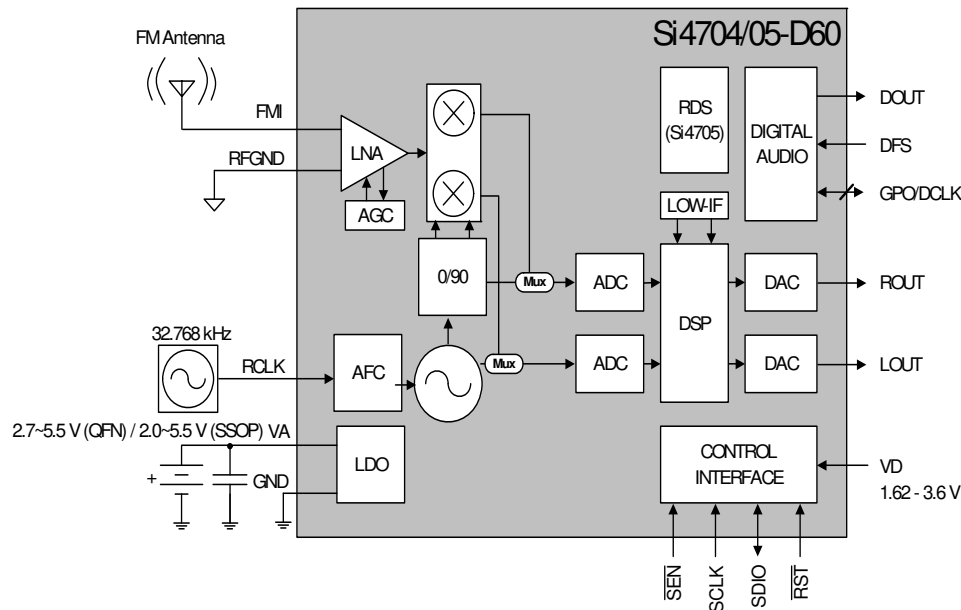 Si4704/05-D60
FM Antenna
FMI
RFGND
LNA
AGC
RDS
(Si4705)
DIGITAL
AUDIO
DOUT
DFS
GPO/DCLK
LOW-IF
0/90
Mux
ADC
DSP
DAC
ROUT
32.768 kHz
RCLK
AFC
Mux
ADC
DAC
LOUT
2.7~5.5 V (QFN) / 2.0~5.5 V (SSOP) VA
+
GND
LDO
CONTROL
INTERFACE
VD
1.62 - 3.6 V
SEN
SCLK
SDIO
RST